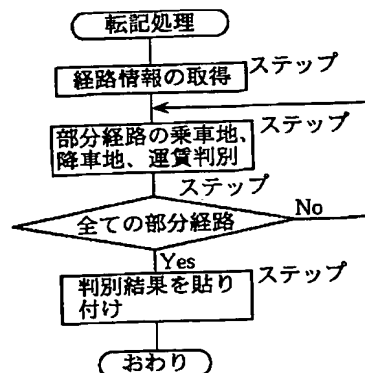 転記処理
ステップ
経路情報の取得
ステップ
部分経路の乗車地、
降車地、運賃判別
ステップ
全ての部分経路
No
Yes
ステップ
判別結果を貼り
付け
おわり